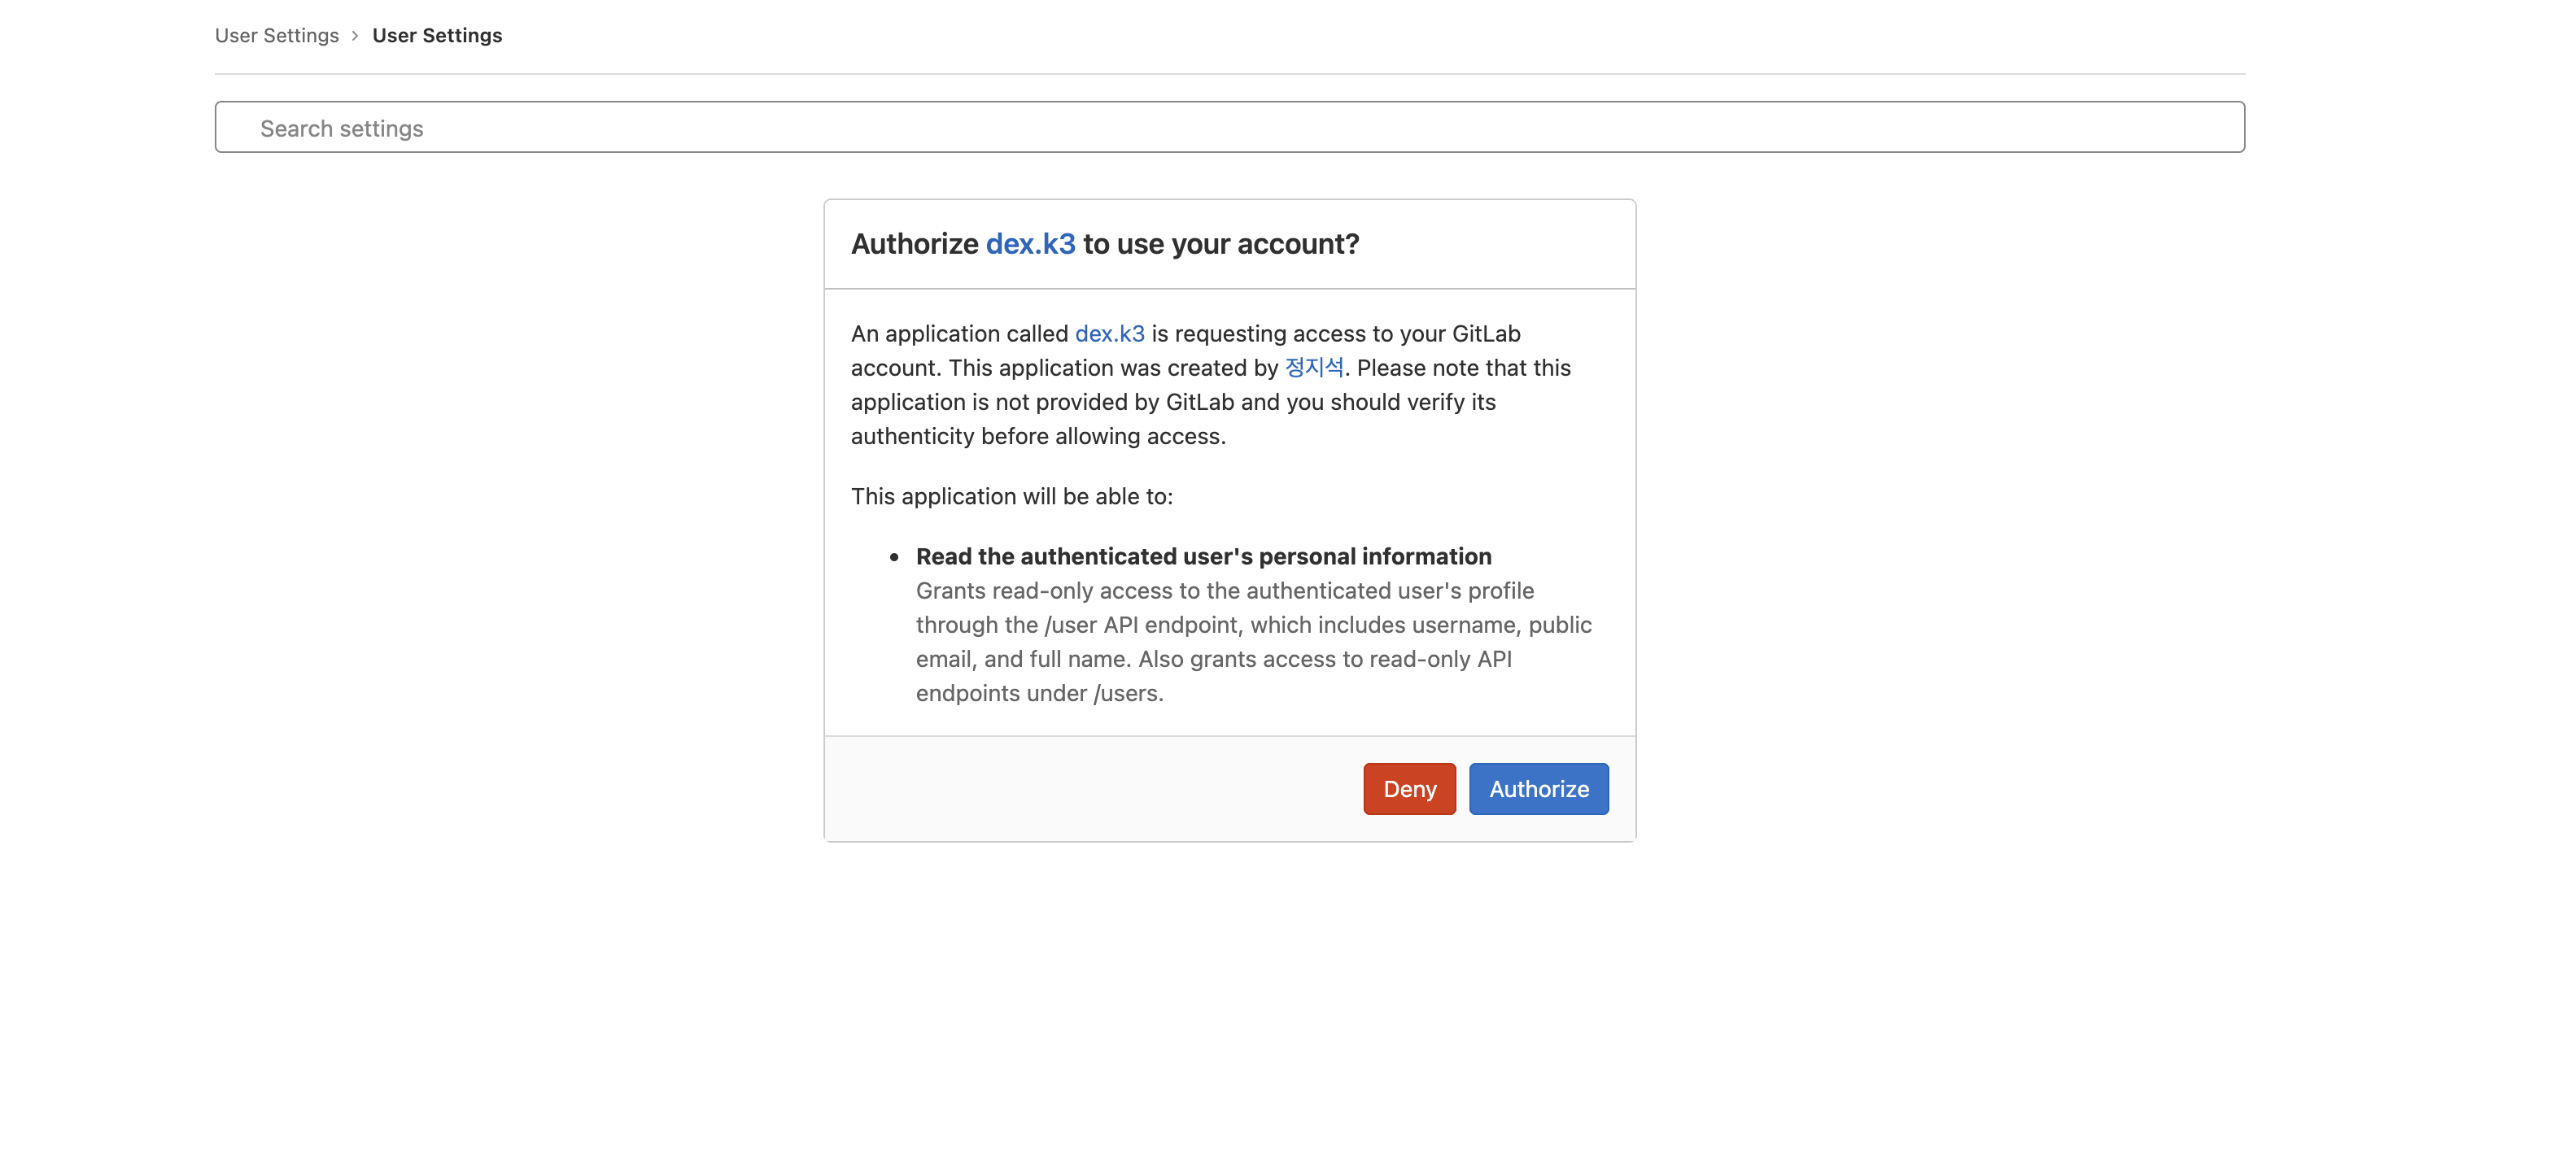 User Settings › User Settings
Search settings
Authorize dex.k3 to use your account?
An application called dex.k3 is requesting access to your GitLab
account. This application was created by 정지석. Please note that this
application is not provided by GitLab and you should verify its
authenticity before allowing access.
This application will be able to:
• Read the authenticated user's personal information
Grants read-only access to the authenticated user's profile
through the /user API endpoint, which includes username, public
email, and full name. Also grants access to read-only API
endpoints under /users.
Deny Authorize